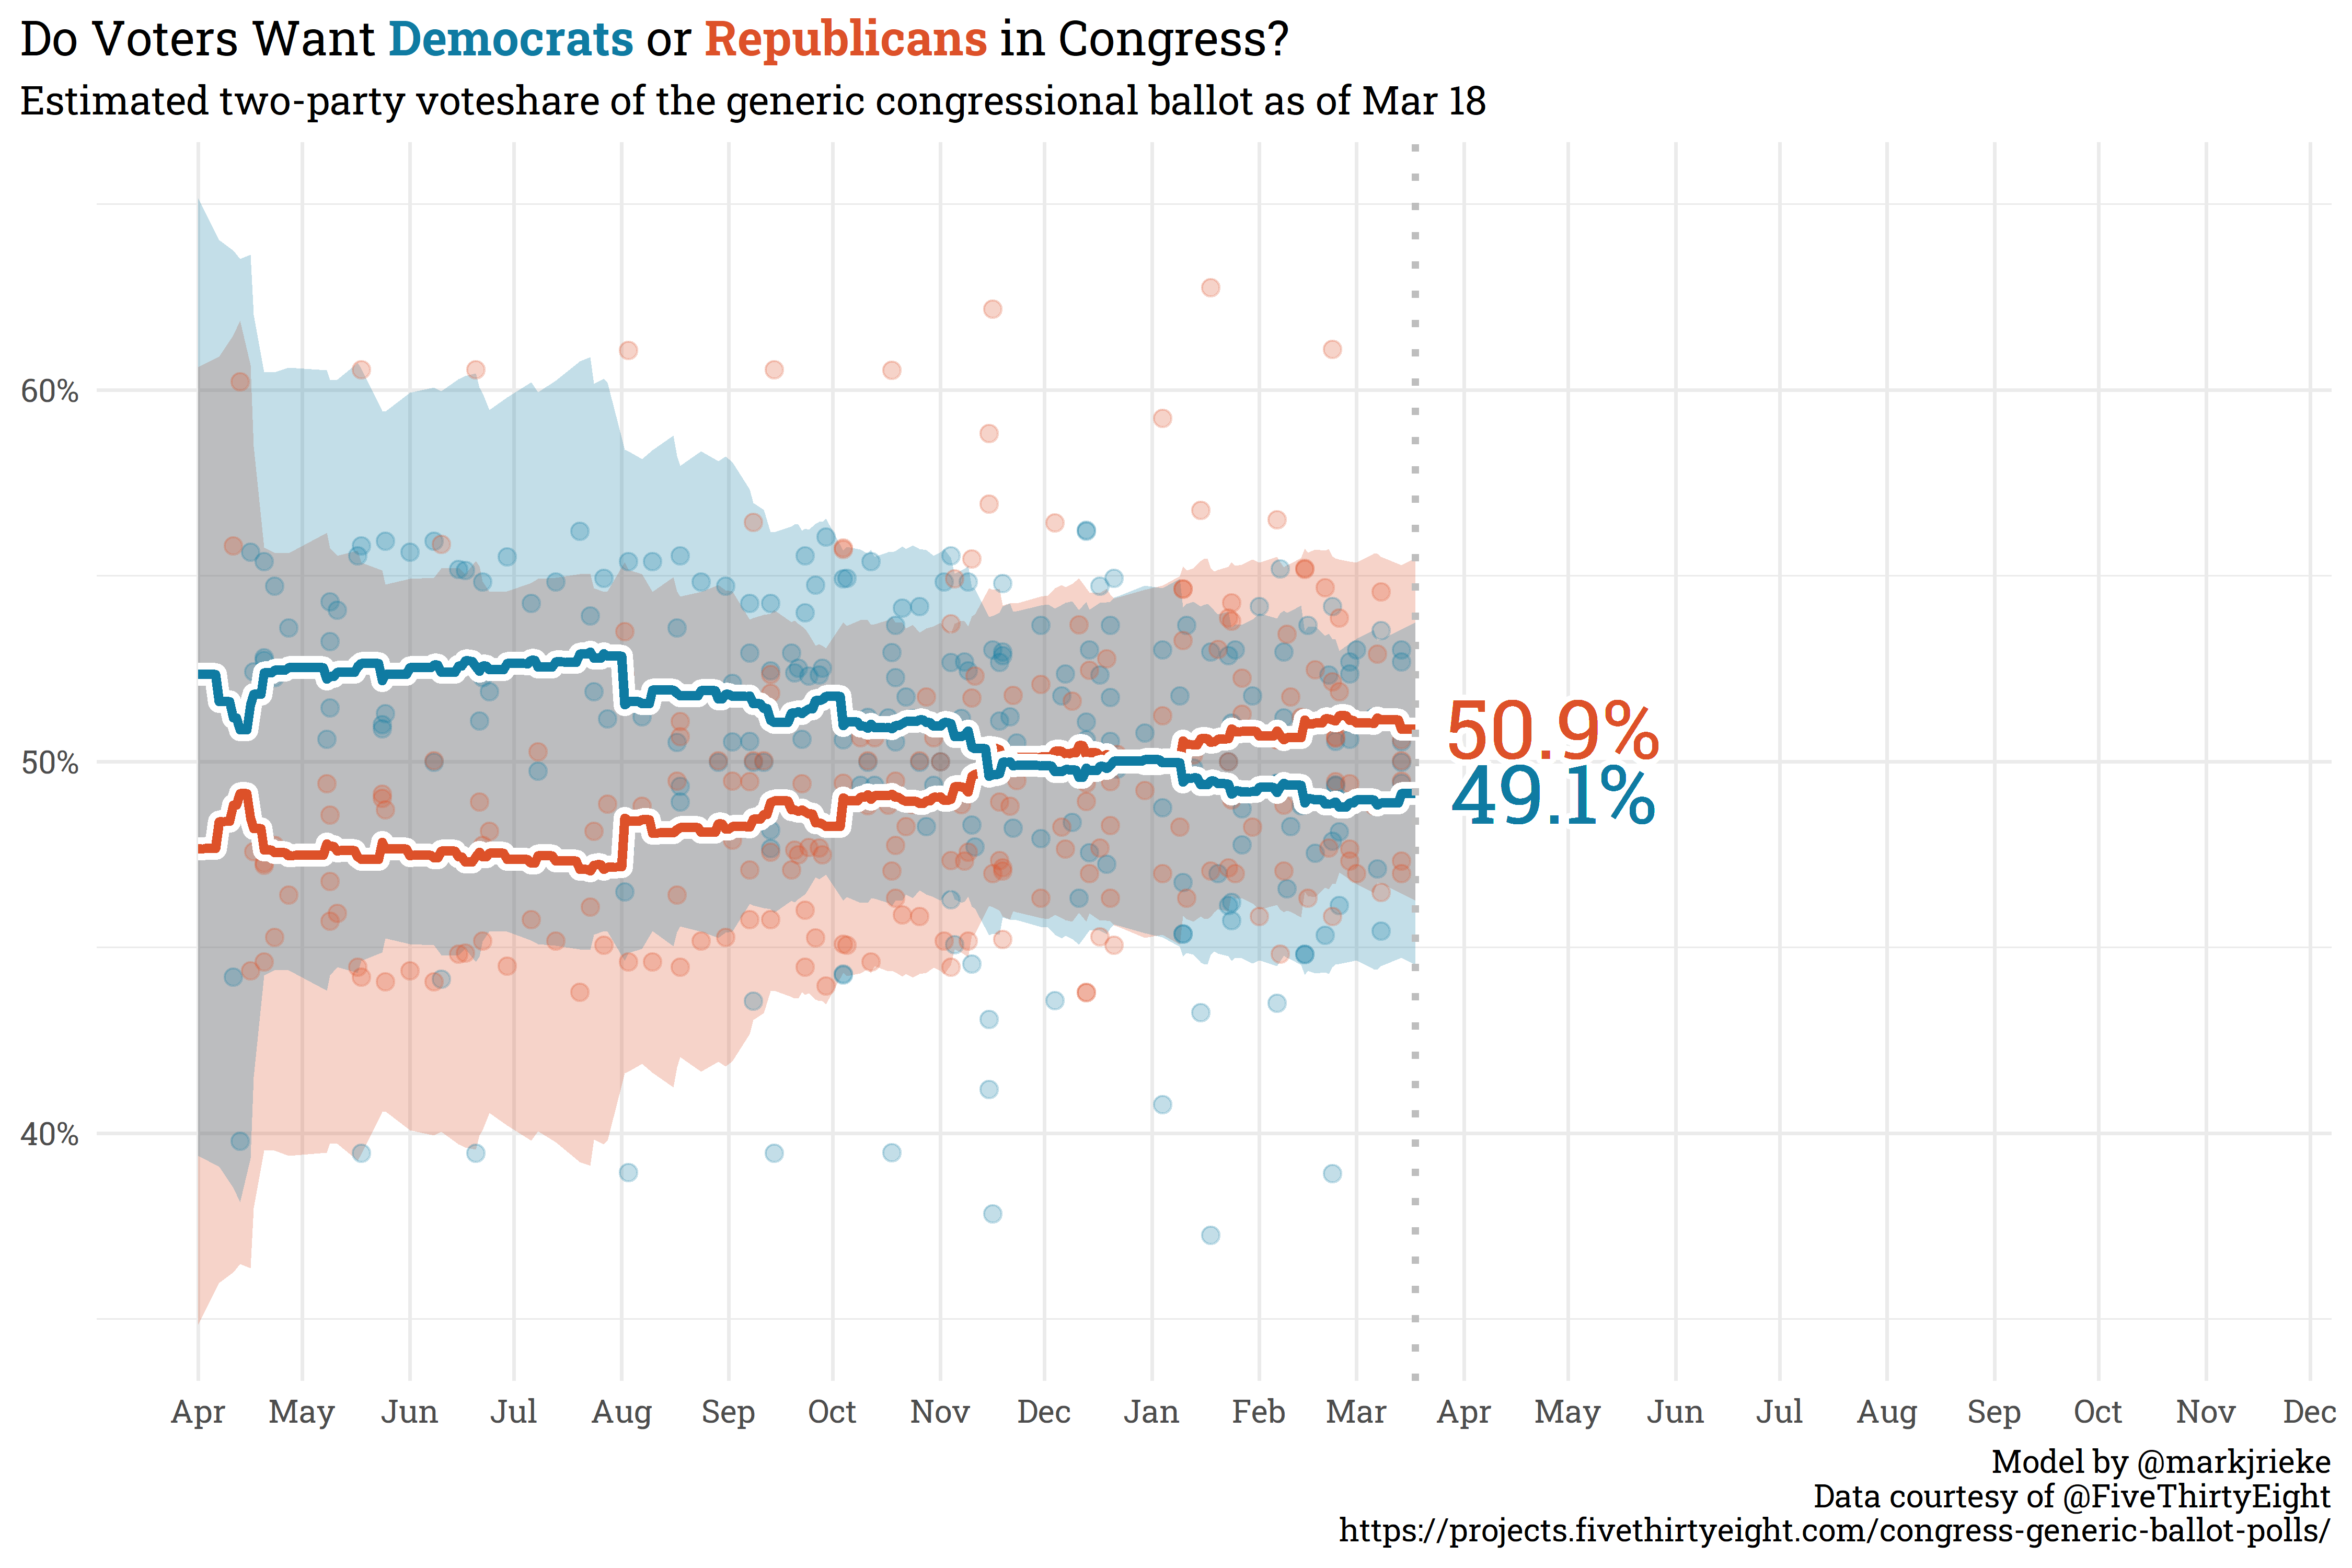 Do Voters Want Democrats or Republicans in Congress?
Estimated two-party voteshare of the generic congressional ballot as of Mar 18
60%
50%
40%
50.9%
49.1%
Apr May Jun Jul Aug Sep Oct Nov Dec Jan Feb Mar Apr May Jun Jul Aug Sep Oct Nov Dec
Model by @markjrieke
Data courtesy of @FiveThirtyEight
https://projects.fivethirtyeight.com/congress-generic-ballot-polls/